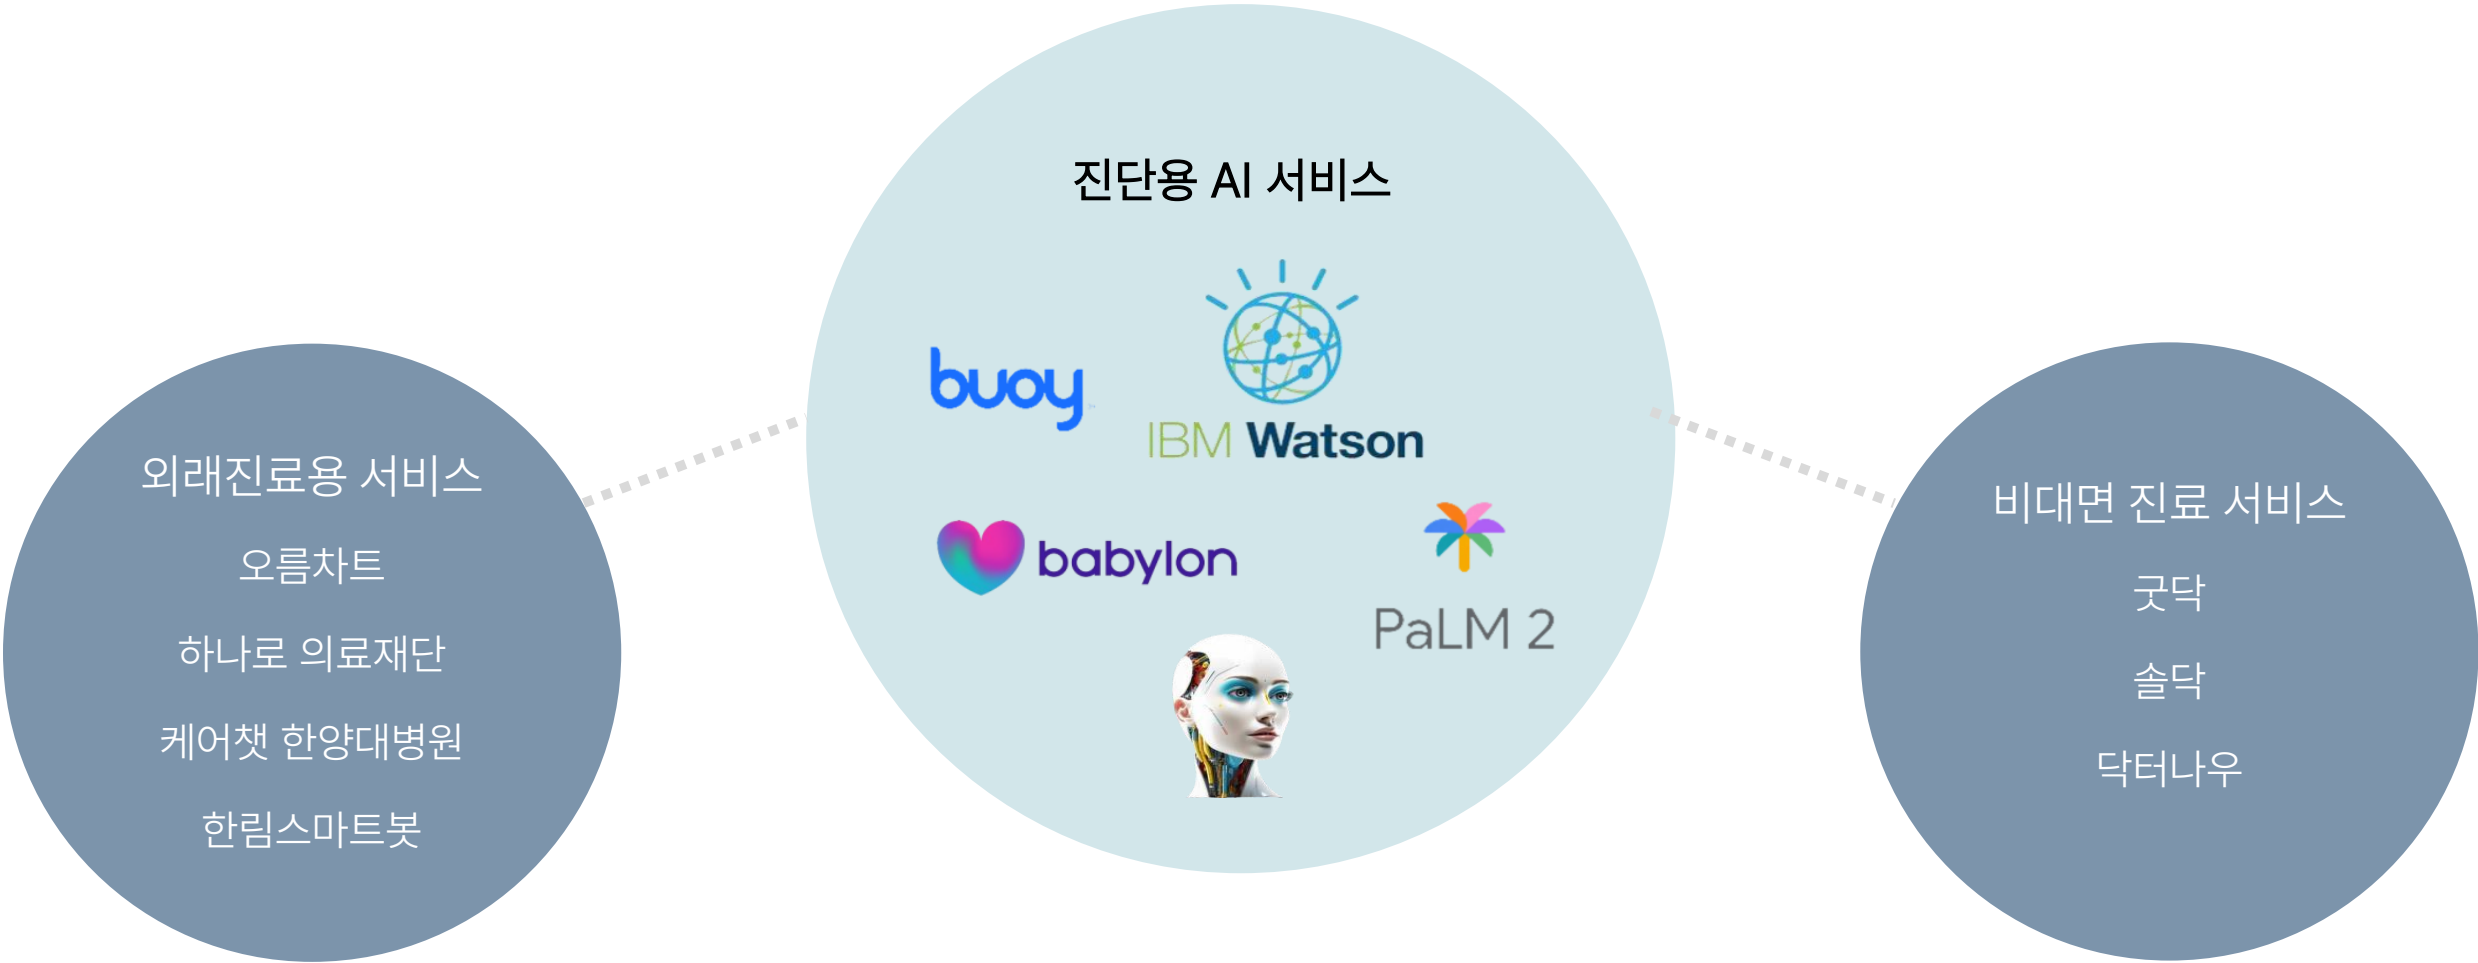 진단용 AI 서비스
buoy
IBM Watson
babylon
PaLM 2
외래진료용 서비스
오름차트
하나로 의료재단
케어챗 한양대병원
한림스마트봇
비대면 진료 서비스
굿닥
솔닥
닥터나우